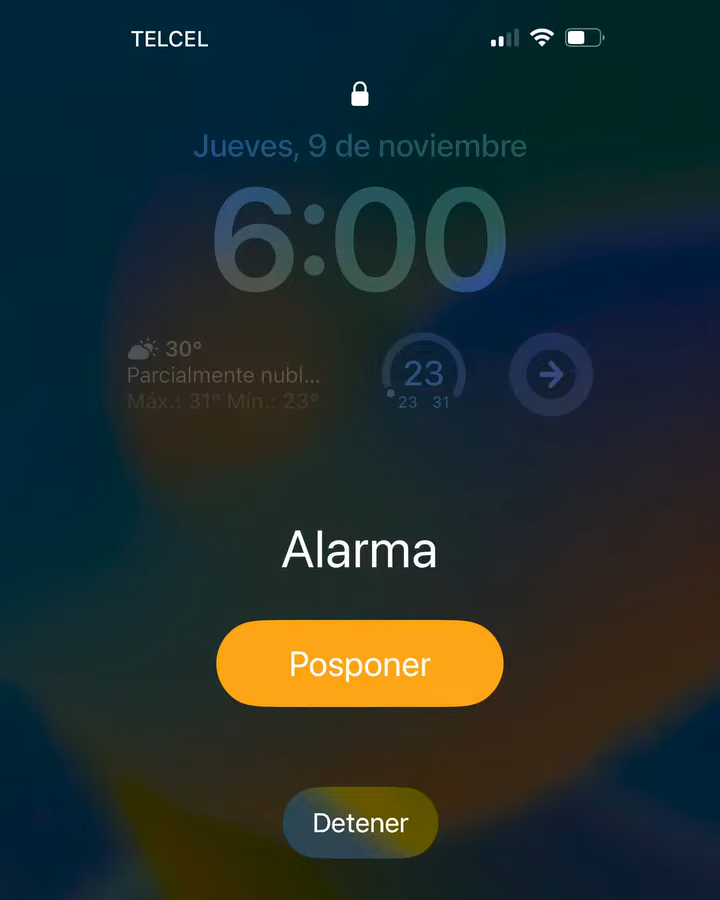 TELCEL
Jueves, 9 de noviembre
6:00
30°
Parcialmente nubl...
Máx.: 31° Mín.: 23°
23
23 31
Alarma
Posponer
Detener